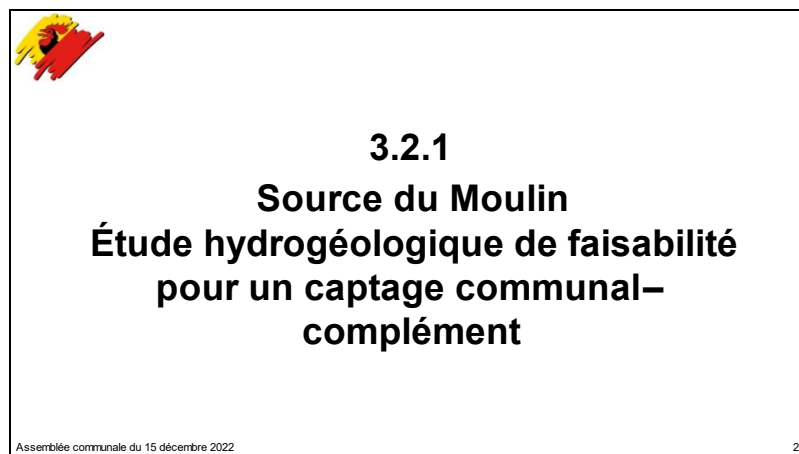 3.2.1
Source du Moulin
Étude hydrogéologique de faisabilité
pour un captage communal–
complément
Assemblée communale du 15 décembre 2022
2